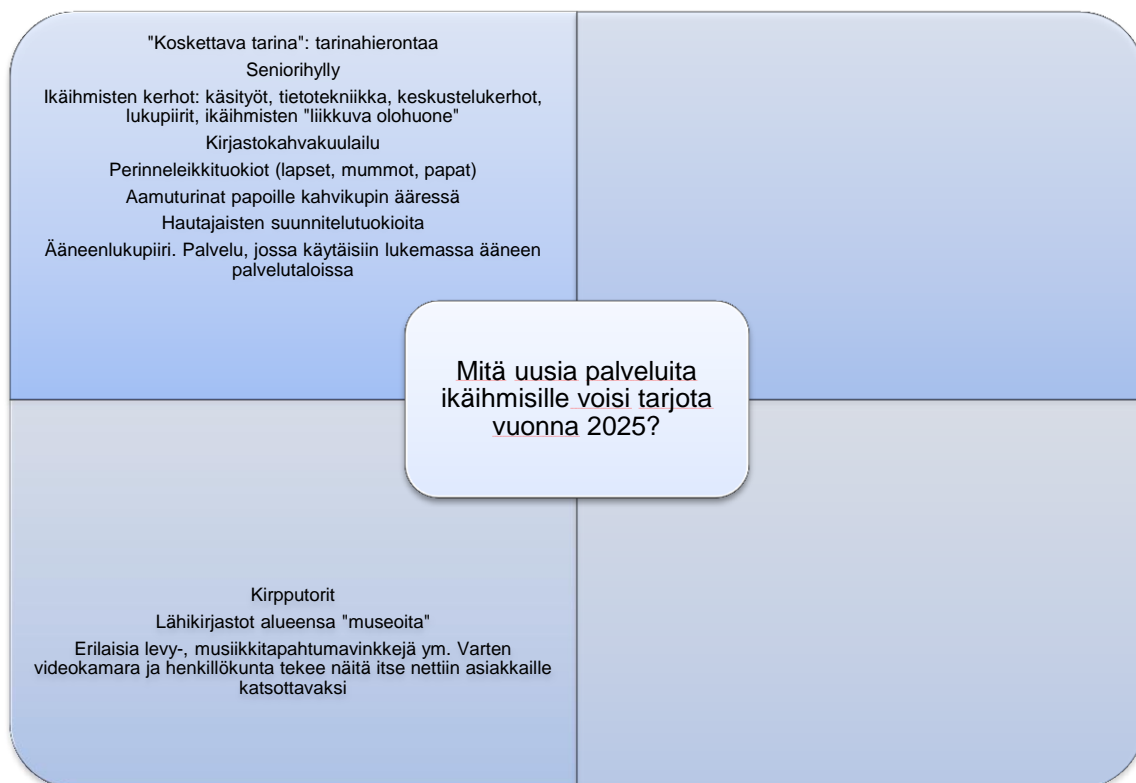 "Koskettava tarina": tarinahierontaa
Seniorihylly
Ikäihmisten kerhot: käsityöt, tietotekniikka, keskustelukerhot,
lukupiirit, ikäihmisten "liikkuva olohuone"
Kirjastokahvakuulailu
Perinneleikkituokiot (lapset, mummot, papat)
Aamuturinat papoille kahvikupin ääressä
Hautajaisten suunnitelutuokioita
Ääneenlukupiiri. Palvelu, jossa käytäisiin lukemassa ääneen
palvelutaloissa
Mitä uusia palveluita
ikäihmisille voisi tarjota
vuonna 2025?
Kirpputorit
Lähikirjastot alueensa "museoita"
Erilaisia levy-, musiikkitapahtumavinkkejä ym. Varten
videokamara ja henkillökunta tekee näitä itse nettiin asiakkaille
katsottavaksi